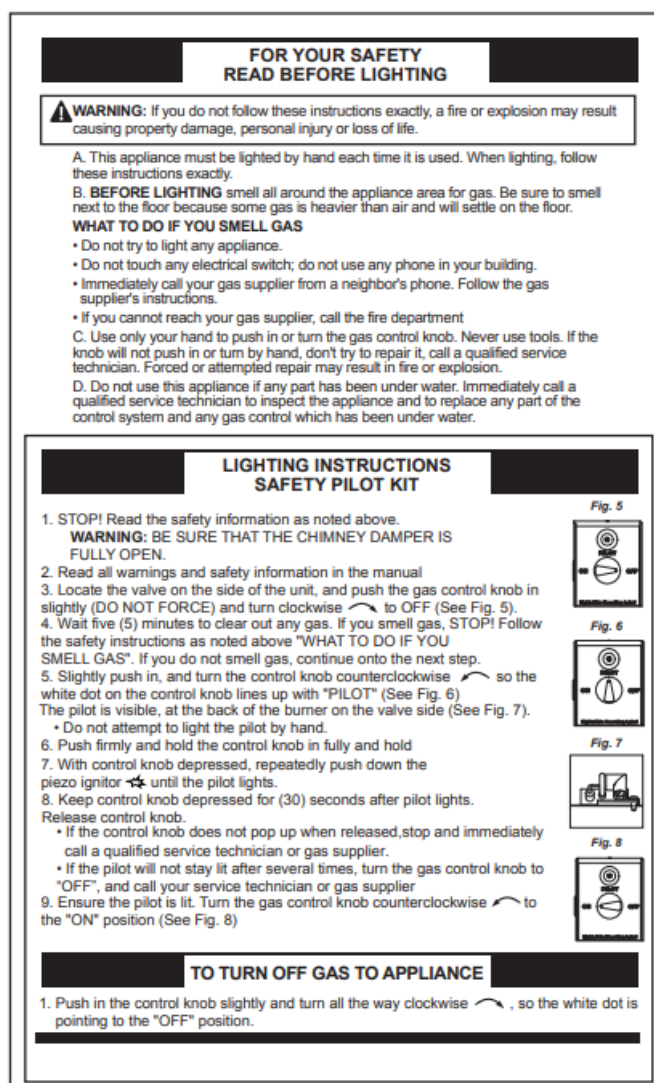 FOR YOUR SAFETY
READ BEFORE LIGHTING
WARNING: If you do not follow these instructions exactly, a fire or explosion may result
causing property damage, personal injury or loss of life.
A. This appliance must be lighted by hand each time it is used. When lighting, follow
these instructions exactly.
B. BEFORE LIGHTING smell all around the appliance area for gas. Be sure to smell
next to the floor because some gas is heavier than air and will settle on the floor.
WHAT TO DO IF YOU SMELL GAS
• Do not try to light any appliance.
• Do not touch any electrical switch; do not use any phone in your building.
• Immediately call your gas supplier from a neighbor's phone. Follow the gas
supplier's instructions.
• If you cannot reach your gas supplier, call the fire department
C. Use only your hand to push in or turn the gas control knob. Never use tools. If the
knob will not push in or turn by hand, don't try to repair it, call a qualified service
technician. Forced or attempted repair may result in fire or explosion.
D. Do not use this appliance if any part has been under water. Immediately call a
qualified service technician to inspect the appliance and to replace any part of the
control system and any gas control which has been under water.
LIGHTING INSTRUCTIONS
SAFETY PILOT KIT
1. STOP! Read the safety information as noted above.
WARNING: BE SURE THAT THE CHIMNEY DAMPER IS
FULLY OPEN.
2. Read all warnings and safety information in the manual
3. Locate the valve on the side of the unit, and push the gas control knob in
slightly (DO NOT FORCE) and turn clockwise to OFF (See Fig. 5).
4. Wait five (5) minutes to clear out any gas. If you smell gas, STOP! Follow
the safety instructions as noted above "WHAT TO DO IF YOU
SMELL GAS". If you do not smell gas, continue onto the next step.
5. Slightly push in, and turn the control knob counterclockwise so the
white dot on the control knob lines up with "PILOT" (See Fig. 6)
The pilot is visible, at the back of the burner on the valve side (See Fig. 7).
• Do not attempt to light the pilot by hand.
6. Push firmly and hold the control knob in fully and hold
7. With control knob depressed, repeatedly push down the
piezo ignitor until the pilot lights.
8. Keep control knob depressed for (30) seconds after pilot lights.
Release control knob.
• If the control knob does not pop up when released,stop and immediately
call a qualified service technician or gas supplier.
• If the pilot will not stay lit after several times, turn the gas control knob to
"OFF", and call your service technician or gas supplier
9. Ensure the pilot is lit. Turn the gas control knob counterclockwise to
the "ON" position (See Fig. 8)
Fig. 5
PILOT
ON OFF
Fig. 6
PILOT
ON OFF
Fig. 7
Fig. 8
PILOT
ON OFF
TO TURN OFF GAS TO APPLIANCE
1. Push in the control knob slightly and turn all the way clockwise , so the white dot is
pointing to the "OFF" position.